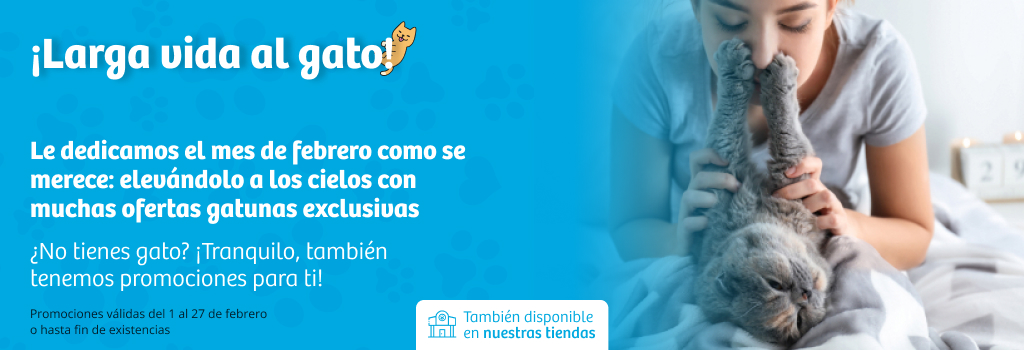 ¡Larga vida al gato!
Le dedicamos el mes de febrero como se
merece: elevándolo a los cielos con
muchas ofertas gatunas exclusivas
¿No tienes gato? ¡Tranquilo, también
tenemos promociones para ti!
Promociones válidas del 1 al 27 de febrero
o hasta fin de existencias
También disponible
en nuestras tiendas